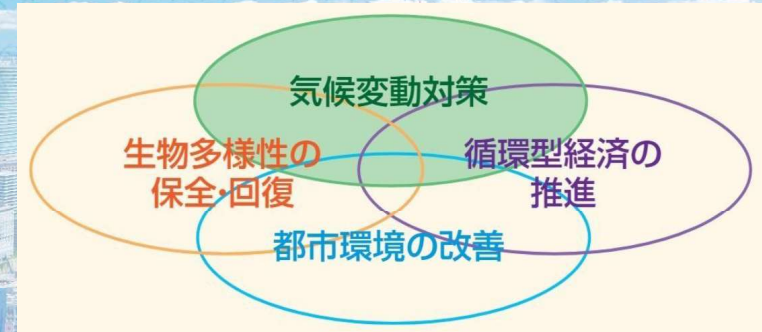 気候変動対策
生物多様性の
保全・回復
循環型経済の
推進
都市環境の改善